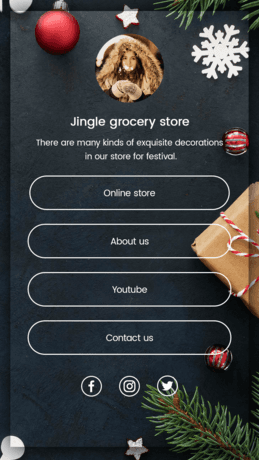 Jingle grocery store
There are many kinds of exquisite decorations
in our store for festival.
Online store
About us
Youtube
Contact us